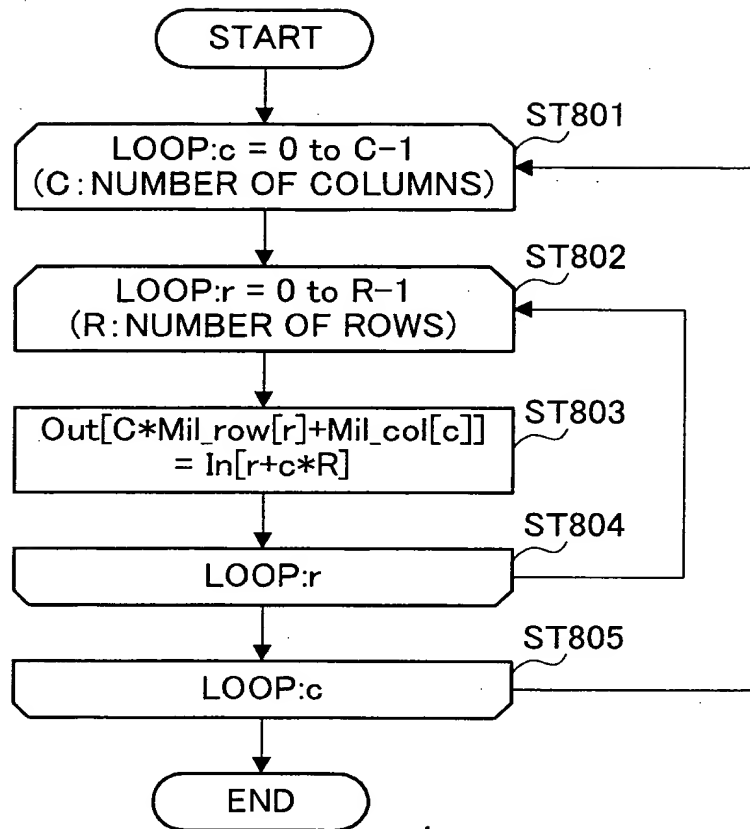 START
ST801
LOOP:c = 0 to C-1
(C:NUMBER OF COLUMNS)
ST802
LOOP:r = 0 to R-1
(R:NUMBER OF ROWS)
ST803
Out[C*Mil_row[r]+Mil_col[c]]
= In[r+c*R]
ST804
LOOP:r
ST805
LOOP:c
END